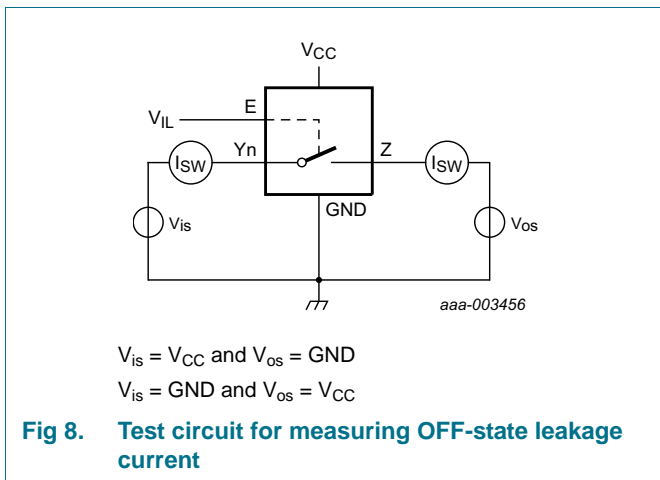 VCC
E
VIL
Yn
Z
ISW
ISW
GND
Vis
Vos
aaa-003456
Vis = VCC and Vos = GND
Vis = GND and Vos = VCC
Fig 8. Test circuit for measuring OFF-state leakage
current